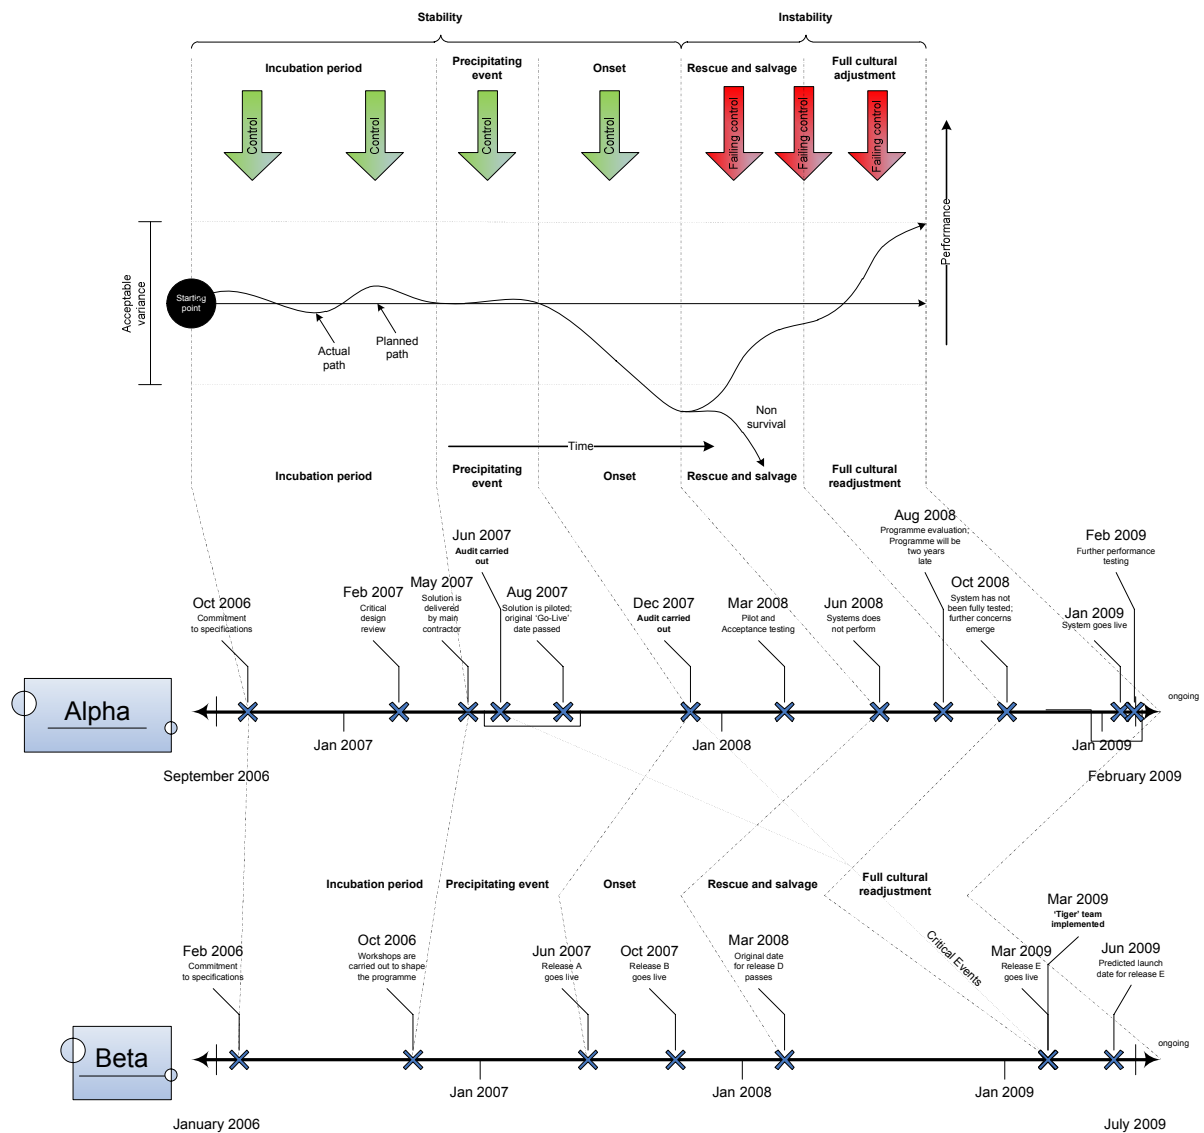 Stability
Instability
Incubation period
Precipitating
event
Onset
Rescue and salvage
Full cultural
adjustment
Control
Control
Control
Control
Failing control
Failing control
Failing control
Performance
Acceptable
variance
Starting
point
Actual
path
Planned
path
Non
survival
Time
Incubation period
Precipitating
event
Onset
Rescue and salvage
Full cultural
readjustment
Oct 2006
Commitment
to specifications
Feb 2007
Critical
design
review
May 2007
Solution is
delivered
by main
contractor
Jun 2007
Audit carried
out
Aug 2007
Solution is piloted;
original 'Go-Live'
date passed
Dec 2007
Audit carried
out
Mar 2008
Pilot and
Acceptance testing
Jun 2008
Systems does
not perform
Aug 2008
Programme evaluation;
Programme will be
two years
late
Oct 2008
System has not
been fully tested;
further concerns
emerge
Jan 2009
System goes live
Feb 2009
Further performance
testing
Alpha
ongoing
Jan 2007
Jan 2008
Jan 2009
September 2006
February 2009
Incubation period
Precipitating event
Onset
Rescue and salvage
Full cultural
readjustment
Critical Events
Feb 2006
Commitment
to specifications
Oct 2006
Workshops are
carried out to shape
the programme
Jun 2007
Release A
goes live
Oct 2007
Release B
goes live
Mar 2008
Original date
for release D
passes
Mar 2009
Release E
goes live
Mar 2009
'Tiger' team
implemented
Jun 2009
Predicted launch
date for release E
Beta
ongoing
Jan 2007
Jan 2008
Jan 2009
January 2006
July 2009